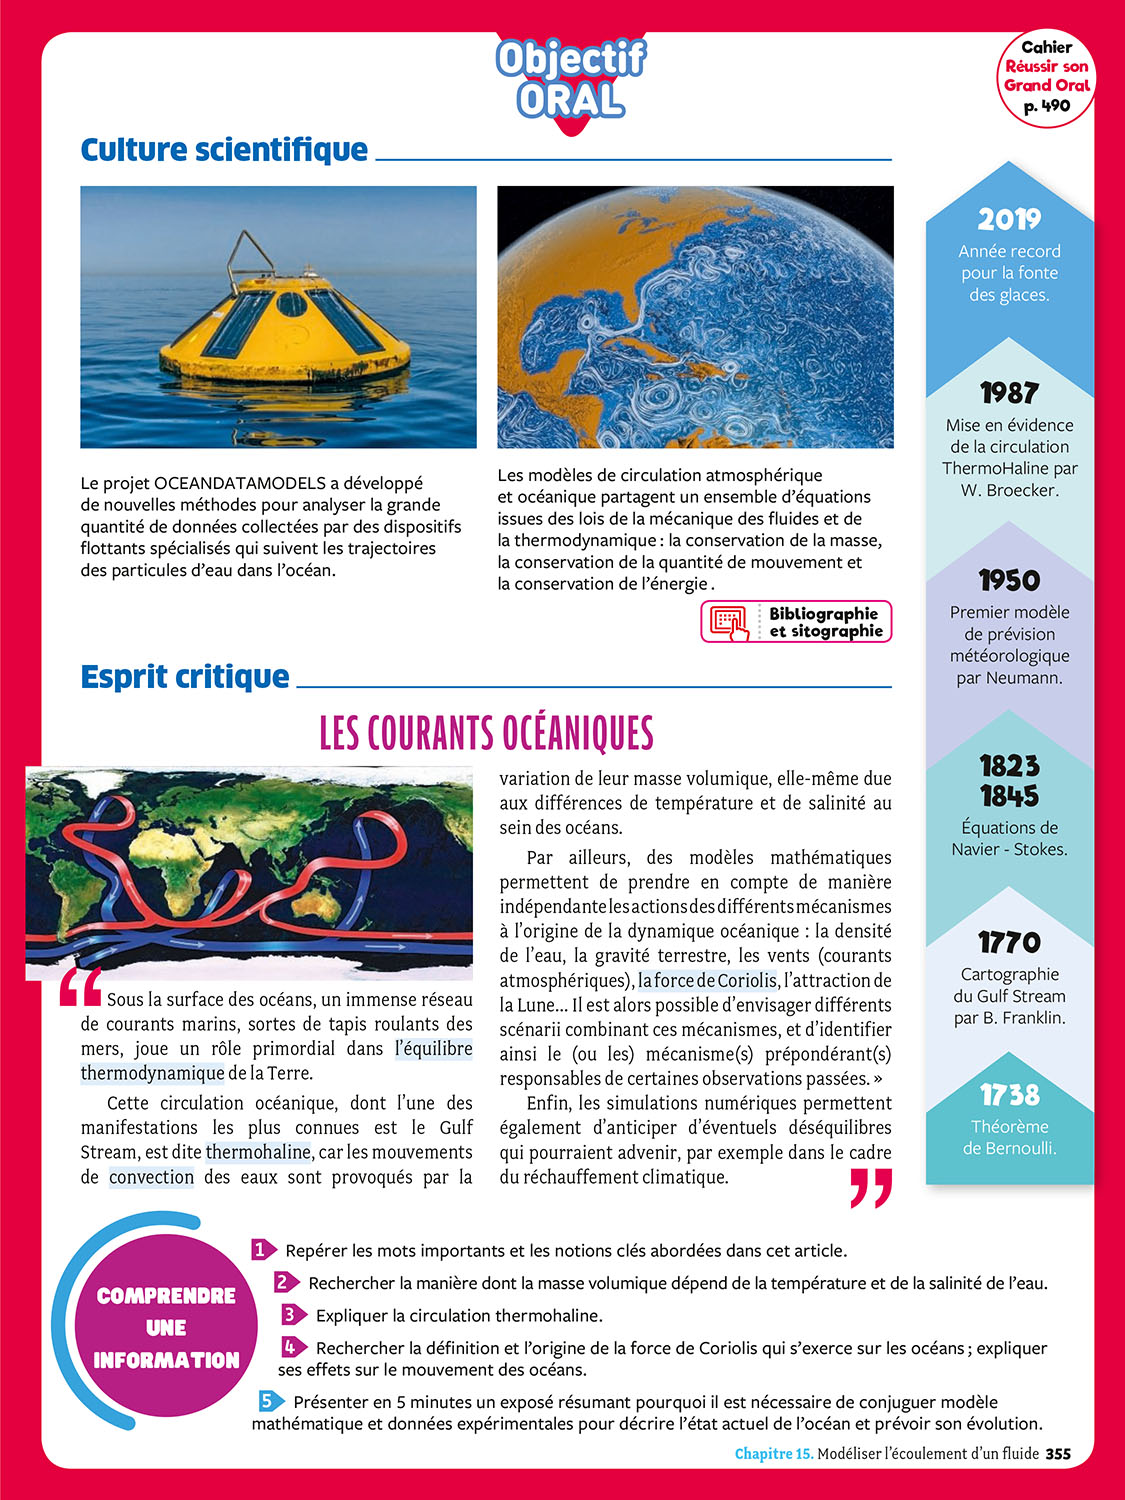 Objectif
ORAL
Cahier
Réussir son
Grand Oral
p. 490
Culture scientifique
Le projet OCEANDATAMODELS a développé
de nouvelles méthodes pour analyser la grande
quantité de données collectées par des dispositifs
flottants spécialisés qui suivent les trajectoires
des particules d'eau dans l'océan.
Les modèles de circulation atmosphérique
et océanique partagent un ensemble d'équations
issues des lois de la mécanique des fluides et de
la thermodynamique : la conservation de la masse,
la conservation de la quantité de mouvement et
la conservation de l'énergie.
Bibliographie
et sitographie
Esprit critique
LES COURANTS OCÉANIQUES
“ Sous la surface des océans, un immense réseau
de courants marins, sortes de tapis roulants des
mers, joue un rôle primordial dans l'équilibre
thermodynamique de la Terre.
Cette circulation océanique, dont l'une des
manifestations les plus connues est le Gulf
Stream, est dite thermohaline, car les mouvements
de convection des eaux sont provoqués par la
variation de leur masse volumique, elle-même due
aux différences de température et de salinité au
sein des océans.
Par ailleurs, des modèles mathématiques
permettent de prendre en compte de manière
indépendante les actions des différents mécanismes
à l'origine de la dynamique océanique : la densité
de l'eau, la gravité terrestre, les vents (courants
atmosphériques), la force de Coriolis, l'attraction de
la Lune... Il est alors possible d'envisager différents
scénarii combinant ces mécanismes, et d'identifier
ainsi le (ou les) mécanisme(s) prépondérant(s)
responsables de certaines observations passées. »
Enfin, les simulations numériques permettent
également d'anticiper d'éventuels déséquilibres
qui pourraient advenir, par exemple dans le cadre
du réchauffement climatique. ”
2019
Année record
pour la fonte
des glaces.
1987
Mise en évidence
de la circulation
ThermoHaline par
W. Broecker.
1950
Premier modèle
de prévision
météorologique
par Neumann.
1823
1845
Équations de
Navier - Stokes.
1770
Cartographie
du Gulf Stream
par B. Franklin.
1738
Théorème
de Bernoulli.
COMPRENDRE
UNE
INFORMATION
1 Repérer les mots importants et les notions clés abordées dans cet article.
2 Rechercher la manière dont la masse volumique dépend de la température et de la salinité de l'eau.
3 Expliquer la circulation thermohaline.
4 Rechercher la définition et l'origine de la force de Coriolis qui s'exerce sur les océans ; expliquer
ses effets sur le mouvement des océans.
5 Présenter en 5 minutes un exposé résumant pourquoi il est nécessaire de conjuguer modèle
mathématique et données expérimentales pour décrire l'état actuel de l'océan et prévoir son évolution.
Chapitre 15. Modéliser l'écoulement d'un fluide 355